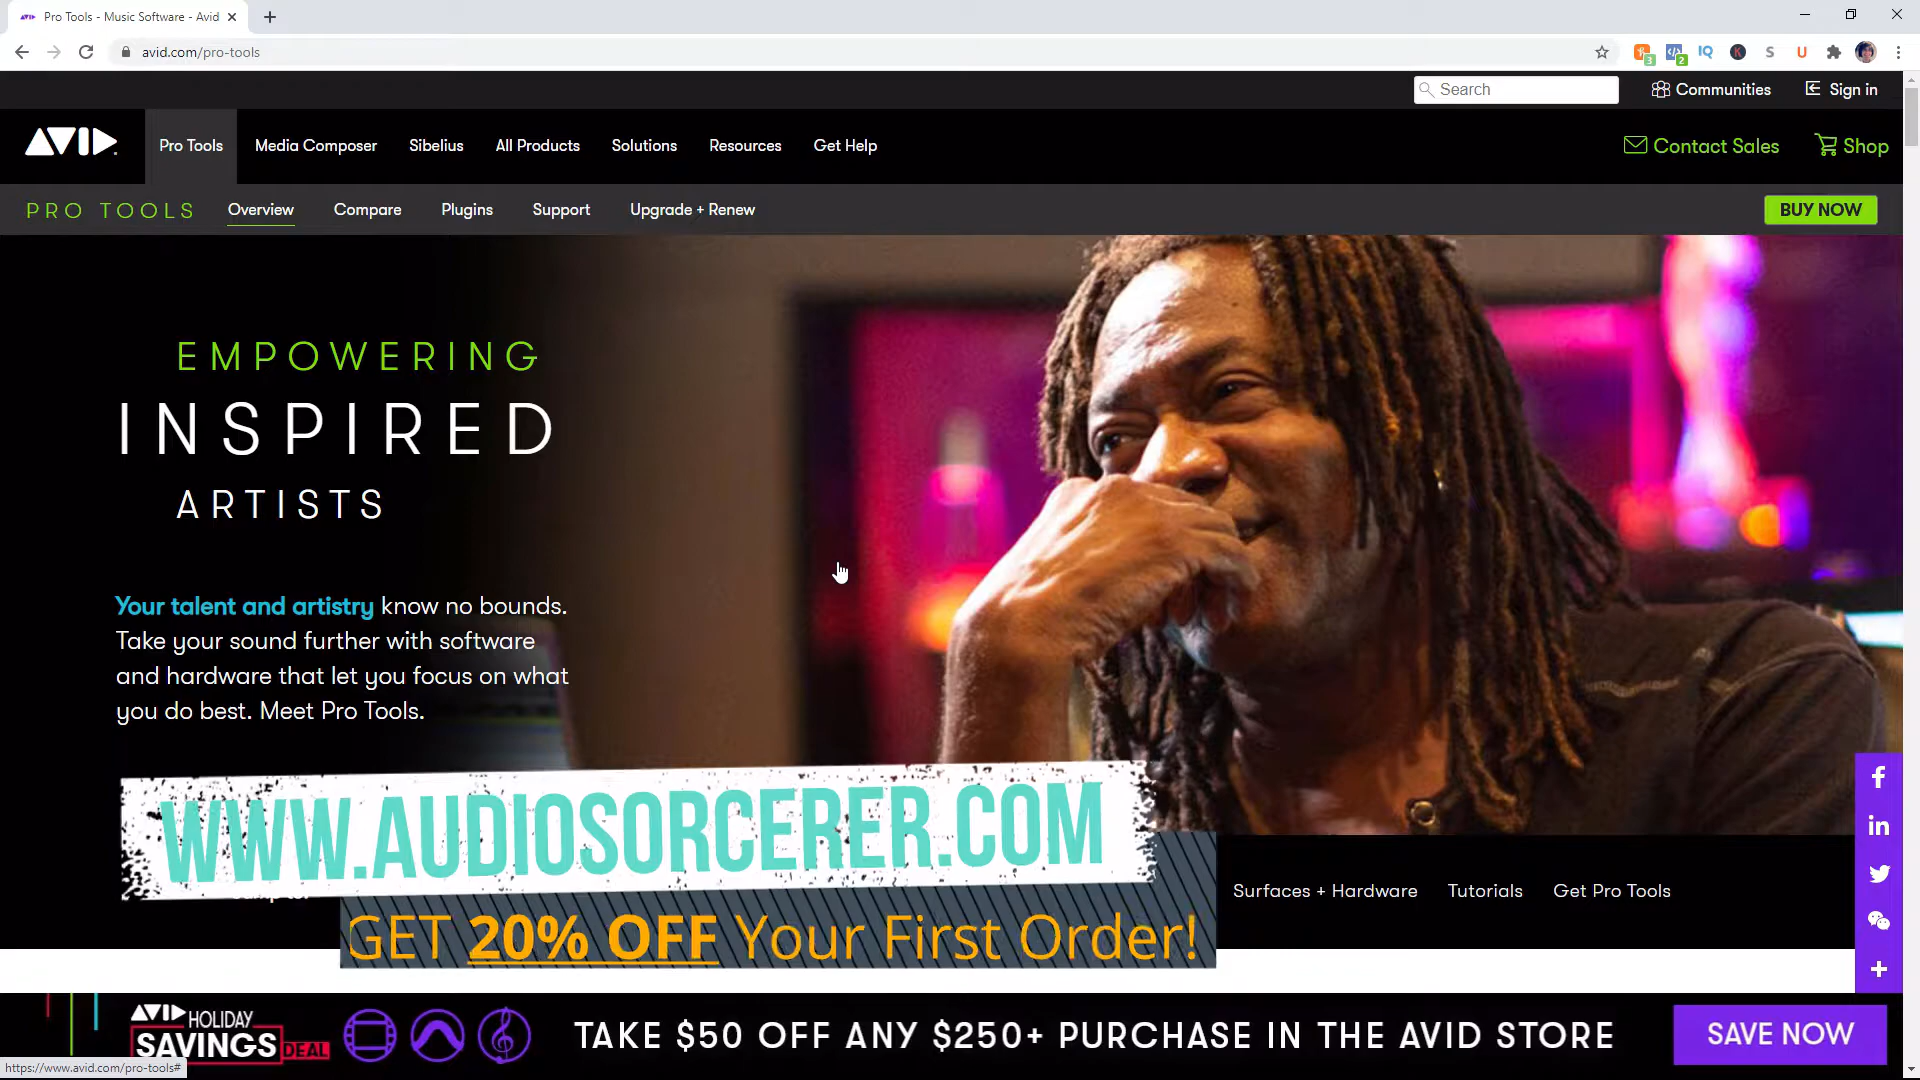 Pro Tools - Music Software - Avid
avid.com/pro-tools
3
2
IQ
K
S
U
Search
Communities
Sign in
AVID
Pro Tools
Media Composer
Sibelius
All Products
Solutions
Resources
Get Help
Contact Sales
Shop
PRO TOOLS
Overview
Compare
Plugins
Support
Upgrade + Renew
BUY NOW
EMPOWERING
INSPIRED
ARTISTS
Your talent and artistry know no bounds.
Take your sound further with software
and hardware that let you focus on what
you do best. Meet Pro Tools.
WWW.AUDIOSORCERER.COM
GET 20% OFF Your First Order!
Surfaces + Hardware
Tutorials
Get Pro Tools
AVID HOLIDAY
SAVINGS DEAL
TAKE $50 OFF ANY $250+ PURCHASE IN THE AVID STORE
SAVE NOW
https://www.avid.com/pro-tools#